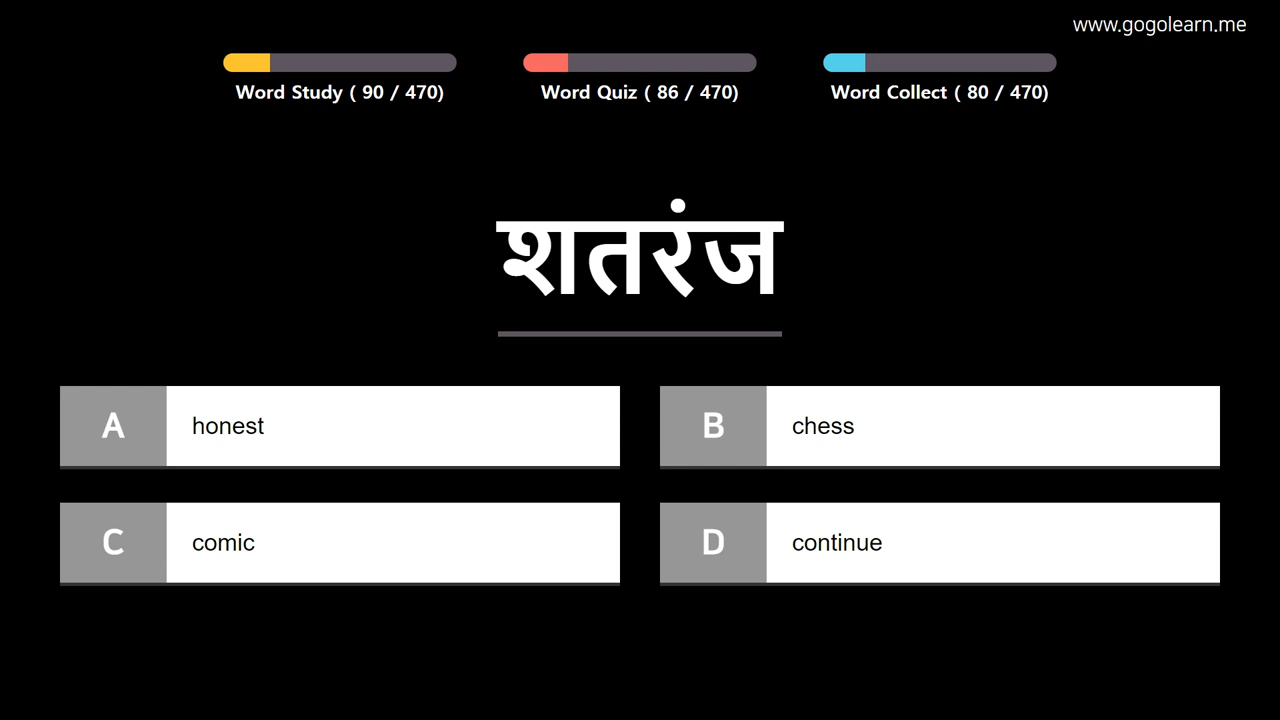 www.gogolearn.me
Word Study ( 90 / 470)
Word Quiz ( 86 / 470)
Word Collect ( 80 / 470)
शतरंज
A honest
B chess
C comic
D continue